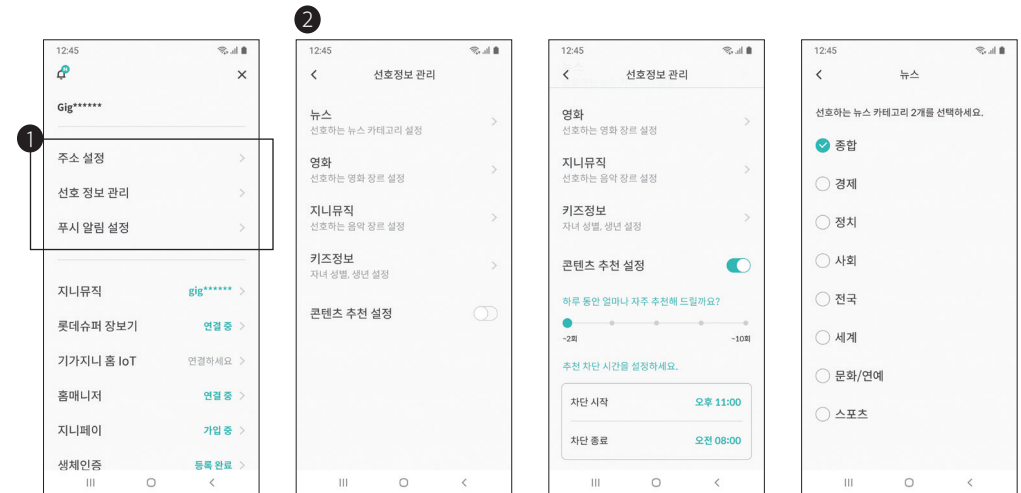 2
12:45
N
×
Gig******
1
주소 설정 >
선호 정보 관리 >
푸시 알림 설정 >
지니뮤직 gig****** >
롯데슈퍼 장보기 연결 중 >
기가지니 홈 IoT 연결하세요 >
홈매니저 연결 중 >
지니페이 가입 중 >
생체인증 등록 완료 >
12:45
< 선호정보 관리
뉴스
선호하는 뉴스 카테고리 설정
영화
선호하는 영화 장르 설정
지니뮤직
선호하는 음악 장르 설정
키즈정보
자녀 성별, 생년 설정
콘텐츠 추천 설정
12:45
< 선호정보 관리
영화
선호하는 영화 장르 설정
지니뮤직
선호하는 음악 장르 설정
키즈정보
자녀 성별, 생년 설정
콘텐츠 추천 설정
하루 동안 얼마나 자주 추천해 드릴까요?
~2회 ~10회
추천 차단 시간을 설정하세요.
차단 시작 오후 11:00
차단 종료 오전 08:00
12:45
< 뉴스
선호하는 뉴스 카테고리 2개를 선택하세요.
종합
경제
정치
사회
전국
세계
문화/연예
스포츠